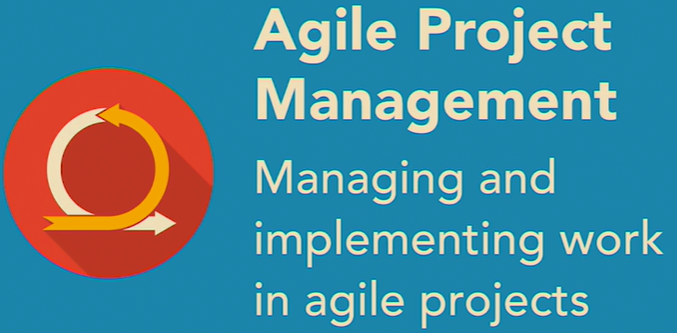 Agile Project
Management
Managing and
implementing work
in agile projects